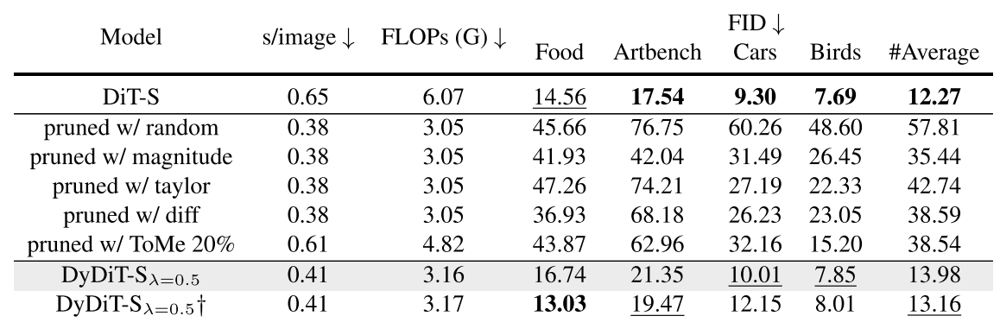 Model s/image ↓ FLOPs (G) ↓ FID ↓
Food Artbench Cars Birds #Average
DiT-S 0.65 6.07 14.56 17.54 9.30 7.69 12.27
pruned w/ random 0.38 3.05 45.66 76.75 60.26 48.60 57.81
pruned w/ magnitude 0.38 3.05 41.93 42.04 31.49 26.45 35.44
pruned w/ taylor 0.38 3.05 47.26 74.21 27.19 22.33 42.74
pruned w/ diff 0.38 3.05 36.93 68.18 26.23 23.05 38.59
pruned w/ ToMe 20% 0.61 4.82 43.87 62.96 32.16 15.20 38.54
DyDiT-Sλ=0.5 0.41 3.16 16.74 21.35 10.01 7.85 13.98
DyDiT-Sλ=0.5† 0.41 3.17 13.03 19.47 12.15 8.01 13.16